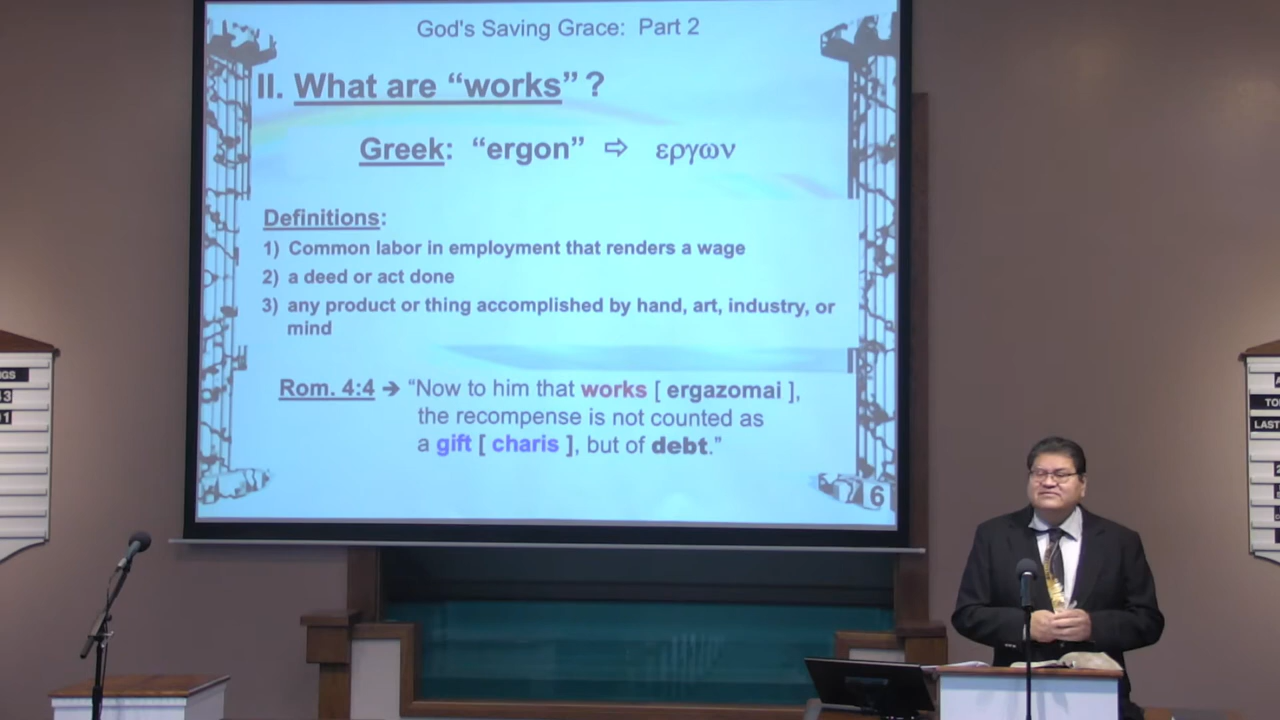 God's Saving Grace: Part 2
II. What are “works” ?
Greek: “ergon” ⇨ εργων
Definitions:
1) Common labor in employment that renders a wage
2) a deed or act done
3) any product or thing accomplished by hand, art, industry, or
mind
Rom. 4:4 ➔ “Now to him that works [ ergazomai ],
the recompense is not counted as
a gift [ charis ], but of debt.”
6
LAST